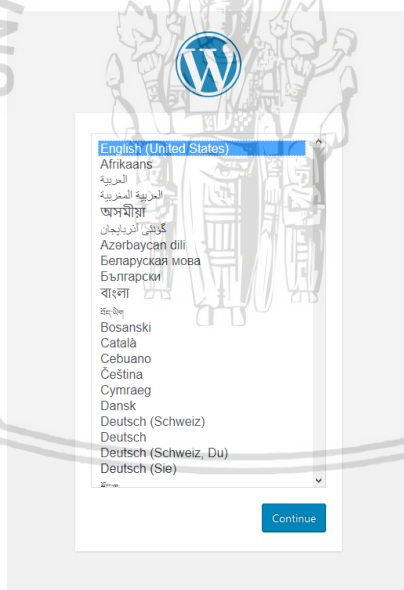 English (United States)
Afrikaans
العربية
العربية المغربية
অসমীয়া
گؤنئی آذربایجان
Azərbaycan dili
Беларуская мова
Български
বাংলা
བོད་ཡིག
Bosanski
Català
Cebuano
Čeština
Cymraeg
Dansk
Deutsch (Schweiz)
Deutsch
Deutsch (Schweiz, Du)
Deutsch (Sie)
Continue